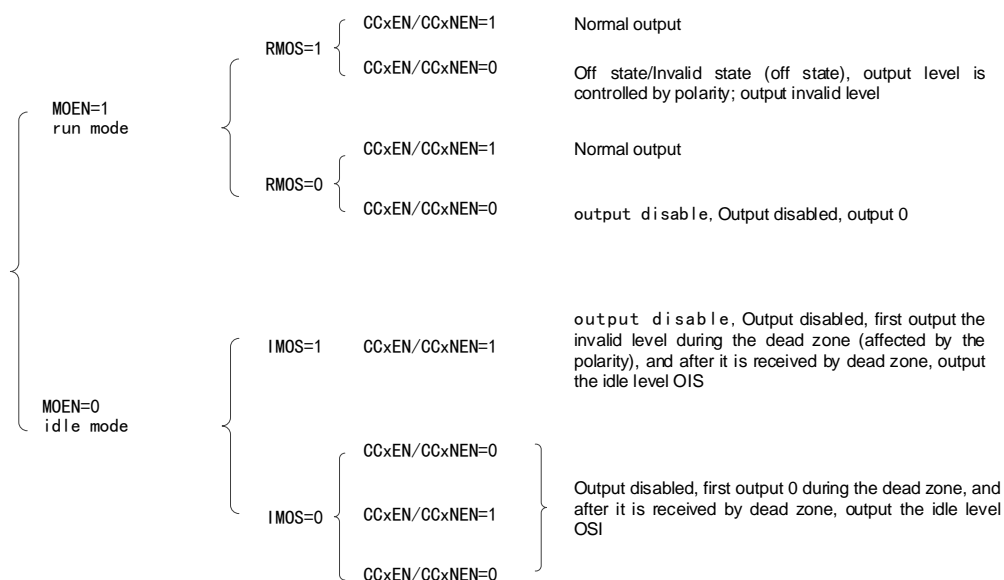 CCxEN/CCxNEN=1 Normal output
RMOS=1
CCxEN/CCxNEN=0 Off state/Invalid state (off state), output level is
controlled by polarity; output invalid level
MOEN=1
run mode
CCxEN/CCxNEN=1 Normal output
RMOS=0
CCxEN/CCxNEN=0 output disable, Output disabled, output 0
output disable, Output disabled, first output the
invalid level during the dead zone (affected by the
IMOS=1 CCxEN/CCxNEN=1
polarity), and after it is received by dead zone, output
the idle level OIS
MOEN=0
idle mode
CCxEN/CCxNEN=0
Output disabled, first output 0 during the dead zone, and
IMOS=0 CCxEN/CCxNEN=1
after it is received by dead zone, output the idle level
OSI
CCxEN/CCxNEN=0